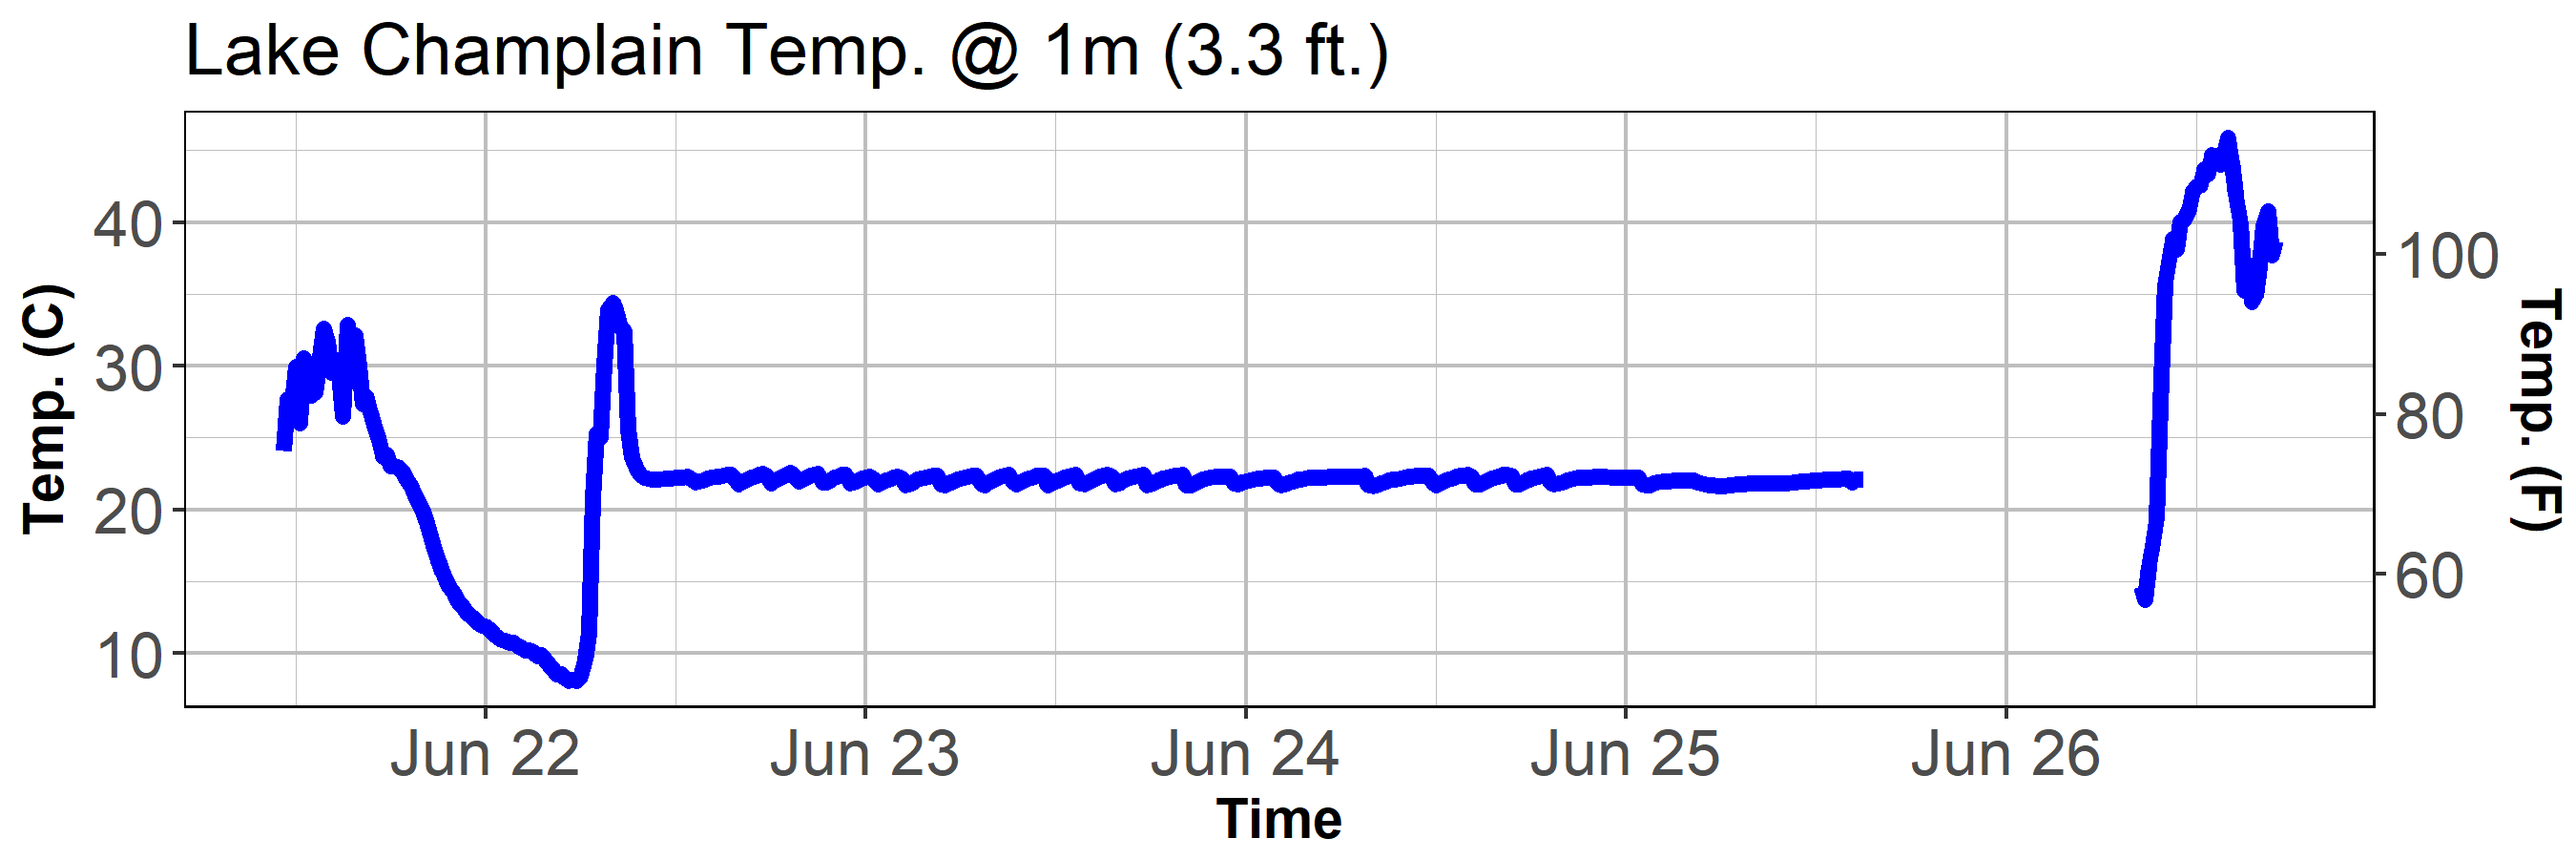 Lake Champlain Temp. @ 1m (3.3 ft.)
Temp. (C)
40
30
20
10
100
80
60
Temp. (F)
Jun 22
Jun 23
Jun 24
Jun 25
Jun 26
Time